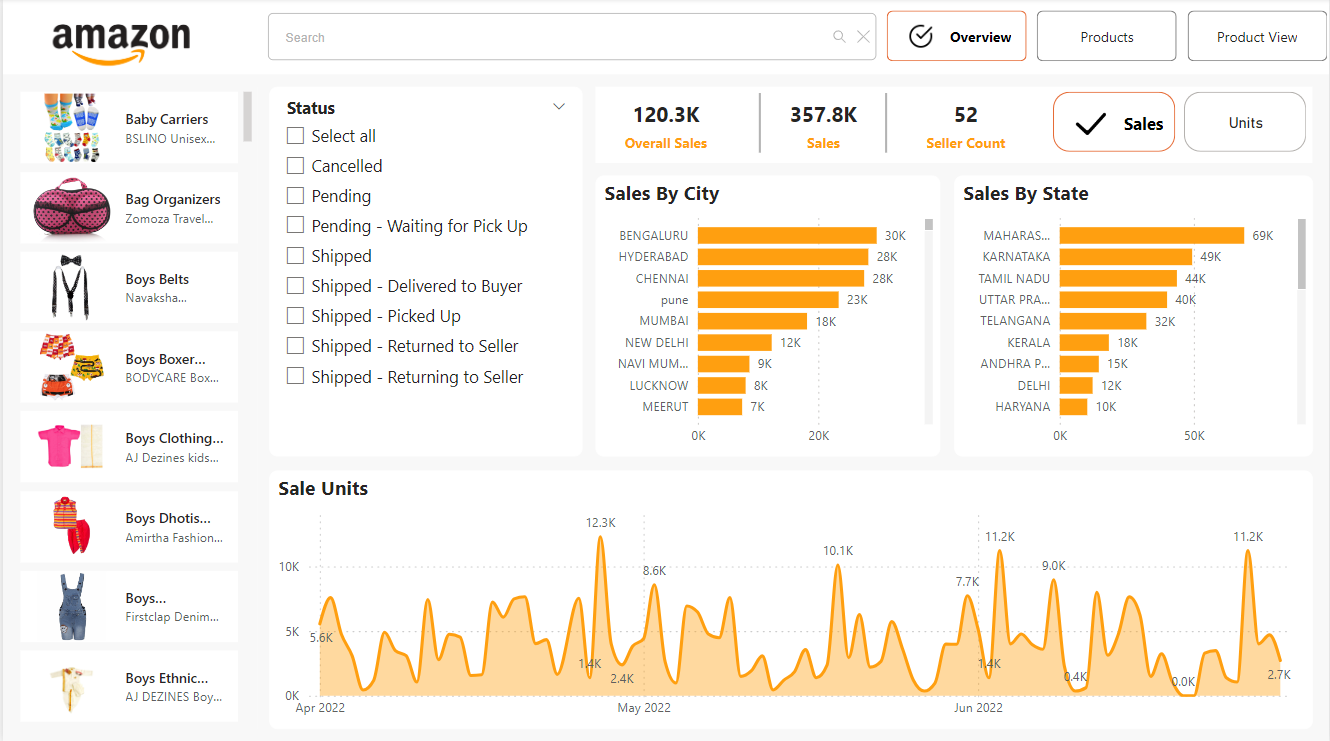 amazon
Search
Overview
Products
Product View
Baby Carriers
BSLINO Unisex...
Bag Organizers
Zomoza Travel...
Boys Belts
Navaksha...
Boys Boxer...
BODYCARE Box...
Boys Clothing...
AJ Dezines kids...
Boys Dhotis...
Amirtha Fashion...
Boys...
Firstclap Denim...
Boys Ethnic...
AJ DEZINES Boy...
Status
Select all
Cancelled
Pending
Pending - Waiting for Pick Up
Shipped
Shipped - Delivered to Buyer
Shipped - Picked Up
Shipped - Returned to Seller
Shipped - Returning to Seller
120.3K
Overall Sales
357.8K
Sales
52
Seller Count
Sales
Units
Sales By City
BENGALURU 30K
HYDERABAD 28K
CHENNAI 28K
pune 23K
MUMBAI 18K
NEW DELHI 12K
NAVI MUM... 9K
LUCKNOW 8K
MEERUT 7K
0K 20K
Sales By State
MAHARAS... 69K
KARNATAKA 49K
TAMIL NADU 44K
UTTAR PRA... 40K
TELANGANA 32K
KERALA 18K
ANDHRA P... 15K
DELHI 12K
HARYANA 10K
0K 50K
Sale Units
12.3K
11.2K
11.2K
10.1K
10K
8.6K
9.0K
7.7K
5K
5.6K
1.4K
1.4K
2.4K
0.4K
0.0K
2.7K
0K
Apr 2022 May 2022 Jun 2022